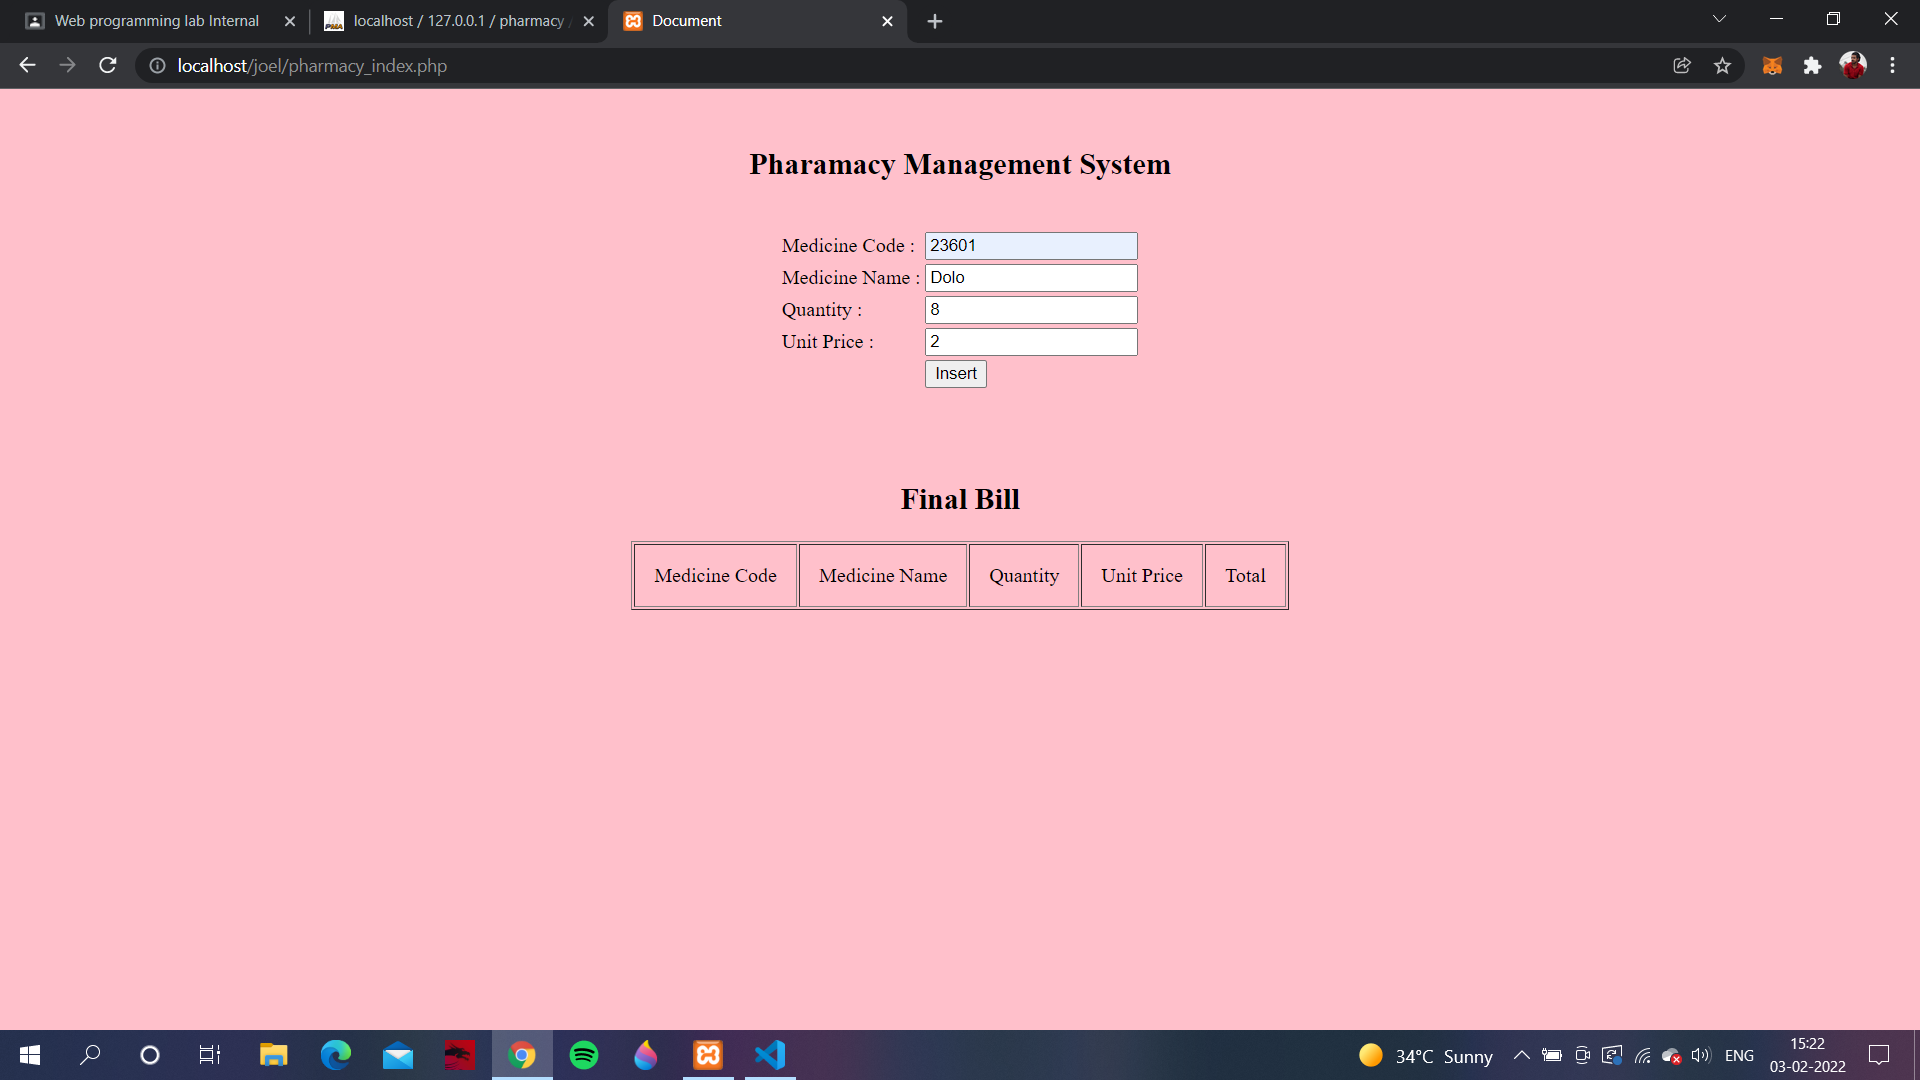 Web programming lab Internal
localhost / 127.0.0.1 / pharmacy
Document
localhost/joel/pharmacy_index.php
Pharamacy Management System
Medicine Code : 23601
Medicine Name : Dolo
Quantity : 8
Unit Price : 2
Insert
Final Bill
Medicine Code Medicine Name Quantity Unit Price Total
34°C Sunny
ENG
15:22
03-02-2022